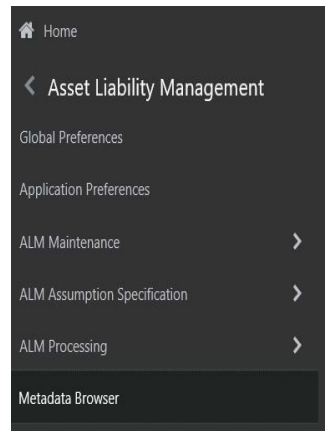 Home
Asset Liability Management
Global Preferences
Application Preferences
ALM Maintenance
ALM Assumption Specification
ALM Processing
Metadata Browser